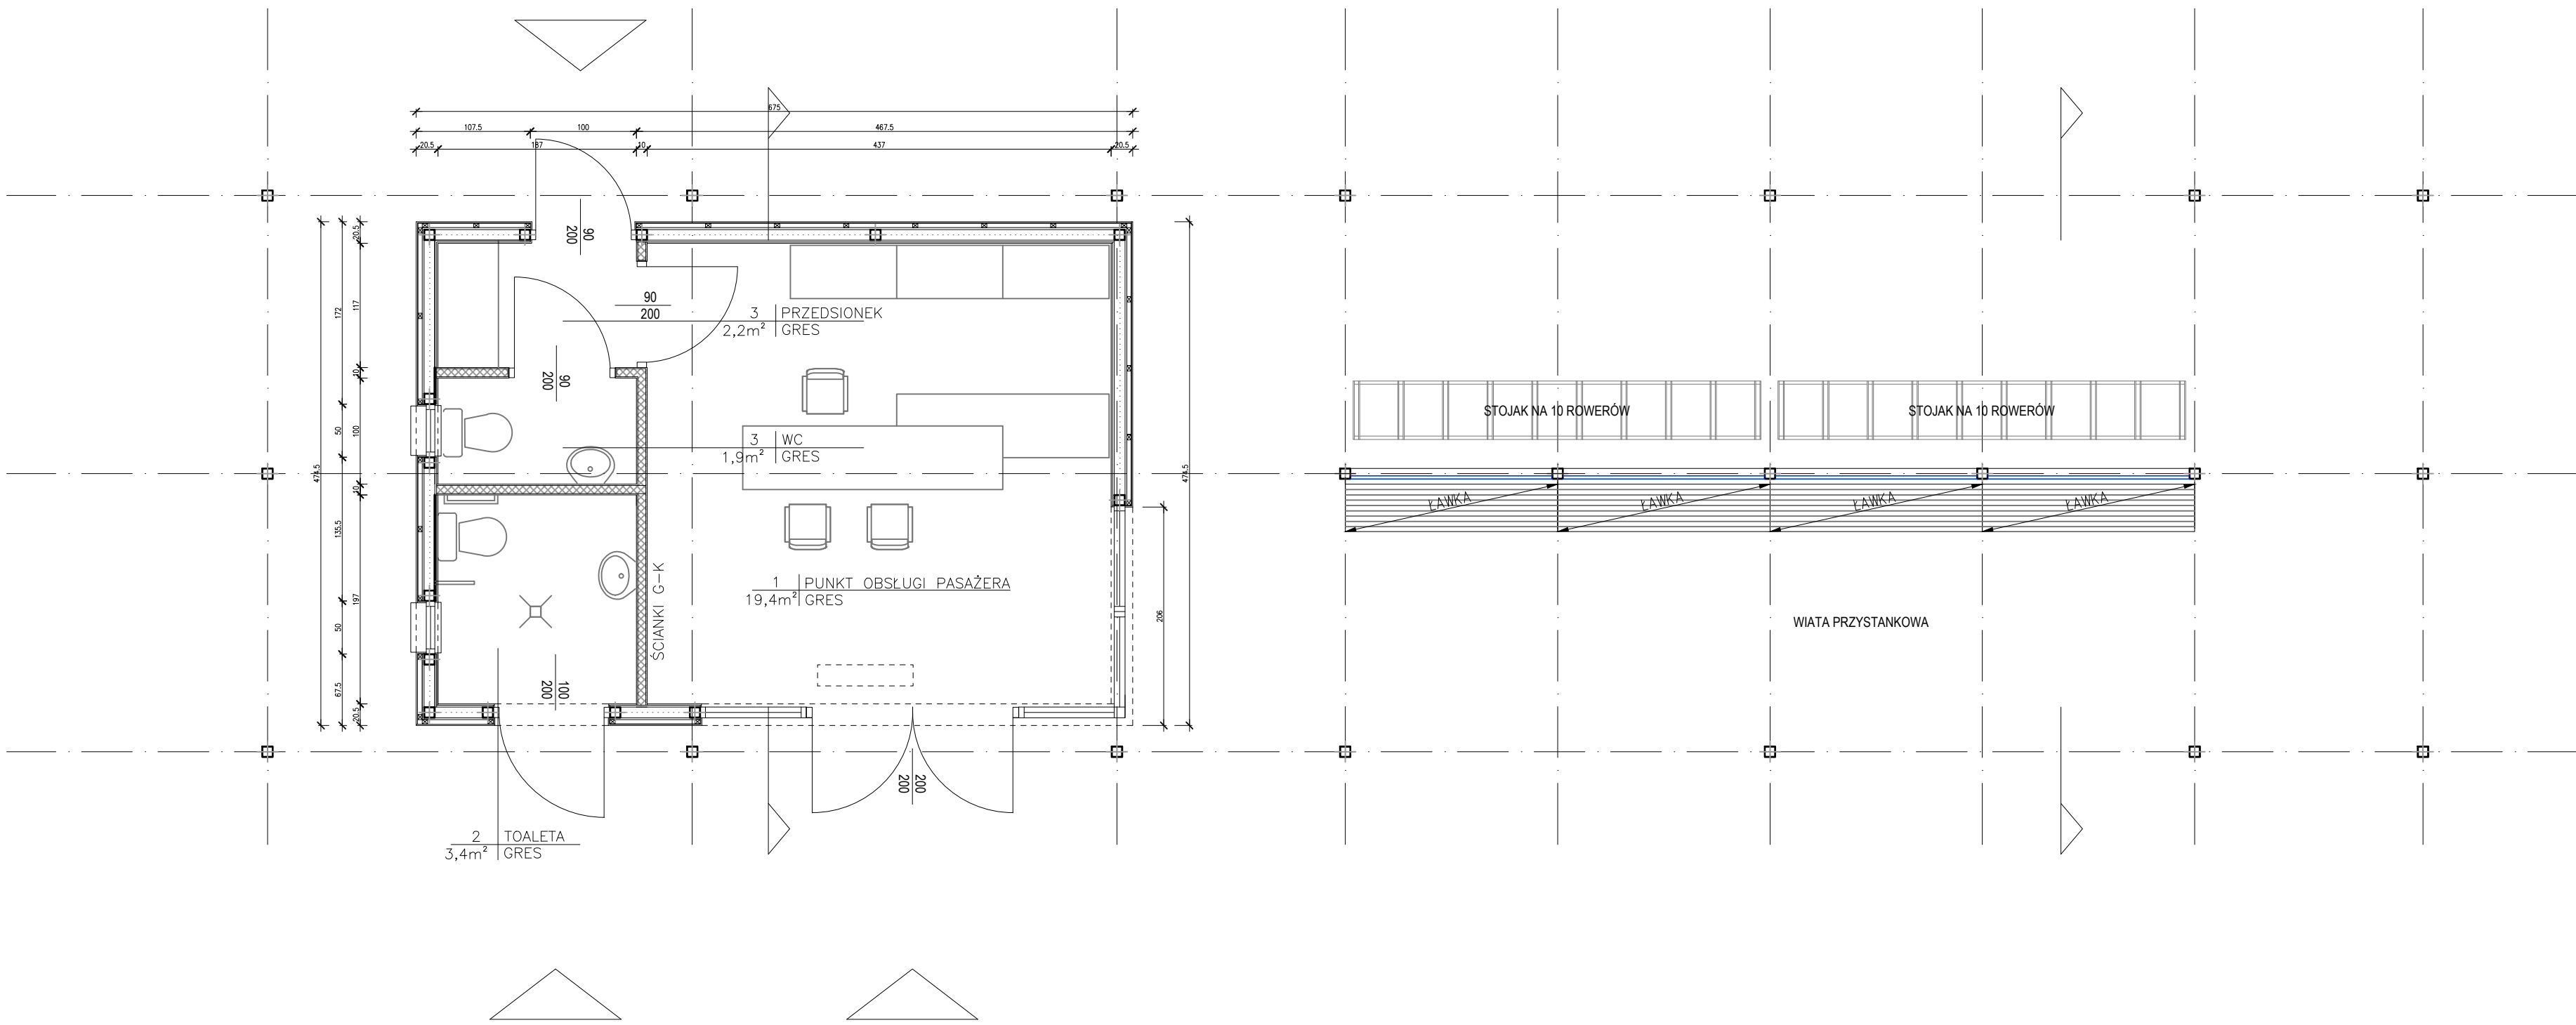 675
107.5
100
467.5
20.5
187
10
437
20.5
90
200
20.5
117
10
100
10
197
20.5
172
50
135.5
50
67.5
474.5
90
200
3 PRZEDSIONEK
2,2m² GRES
90
200
3 WC
1,9m² GRES
ŚCIANKI G-K
1 PUNKT OBSŁUGI PASAŻERA
19,4m² GRES
100
200
200
200
2 TOALETA
3,4m² GRES
206
474.5
STOJAK NA 10 ROWERÓW
STOJAK NA 10 ROWERÓW
ŁAWKA
ŁAWKA
ŁAWKA
ŁAWKA
WIATA PRZYSTANKOWA